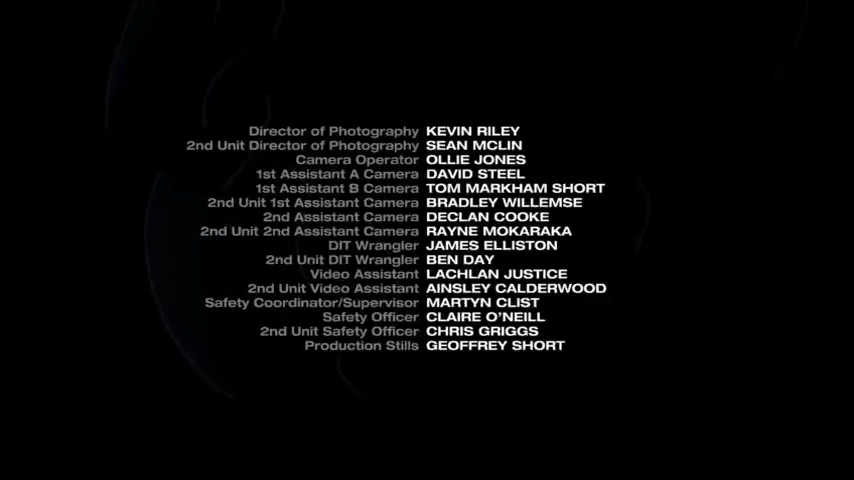 Director of Photography KEVIN RILEY
2nd Unit Director of Photography SEAN MCLIN
Camera Operator OLLIE JONES
1st Assistant A Camera DAVID STEEL
1st Assistant B Camera TOM MARKHAM SHORT
2nd Unit 1st Assistant Camera BRADLEY WILLEMSE
2nd Assistant Camera DECLAN COOKE
2nd Unit 2nd Assistant Camera RAYNE MOKARAKA
DIT Wrangler JAMES ELLISTON
2nd Unit DIT Wrangler BEN DAY
Video Assistant LACHLAN JUSTICE
2nd Unit Video Assistant AINSLEY CALDERWOOD
Safety Coordinator/Supervisor MARTYN CLIST
Safety Officer CLAIRE O'NEILL
2nd Unit Safety Officer CHRIS GRIGGS
Production Stills GEOFFREY SHORT